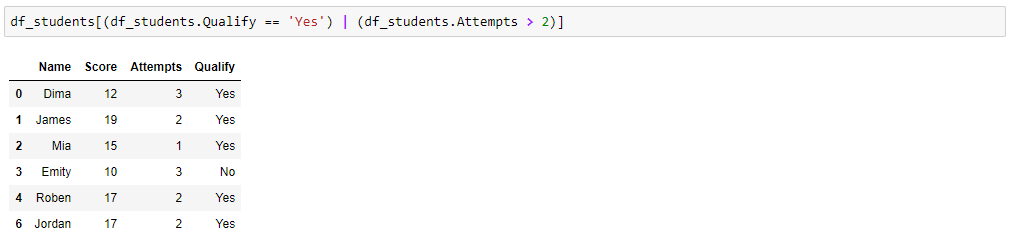 df_students[(df_students.Qualify == 'Yes') | (df_students.Attempts > 2)]
Name Score Attempts Qualify
0 Dima 12 3 Yes
1 James 19 2 Yes
2 Mia 15 1 Yes
3 Emity 10 3 No
4 Roben 17 2 Yes
6 Jordan 17 2 Yes